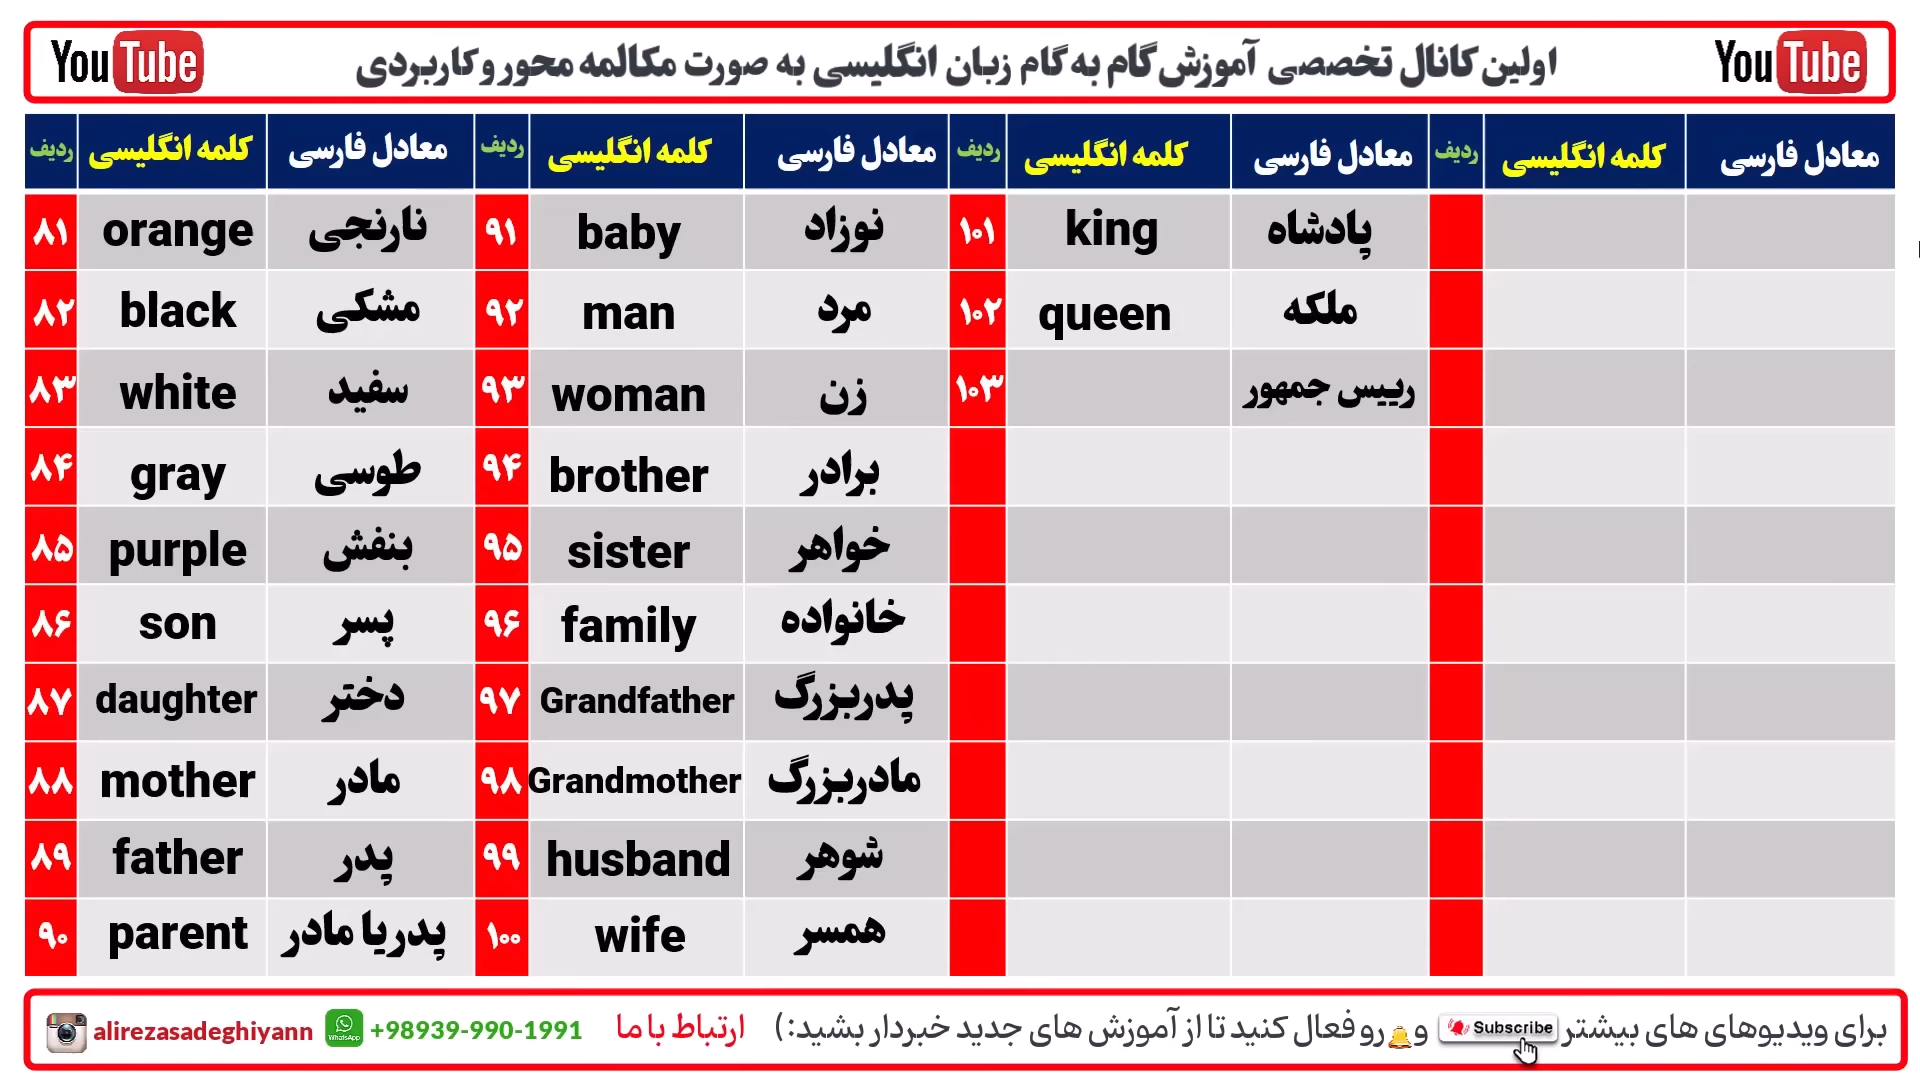 YouTube اولین کانال تخصصی آموزش گام به گام زبان انگلیسی به صورت مکالمه محور و کاربردی YouTube
ردیف کلمه انگلیسی معادل فارسی ردیف کلمه انگلیسی معادل فارسی ردیف کلمه انگلیسی معادل فارسی ردیف کلمه انگلیسی معادل فارسی
۸۱ orange نارنجی ۹۱ baby نوزاد ۱۰۱ king پادشاه
۸۲ black مشکی ۹۲ man مرد ۱۰۲ queen ملکه
۸۳ white سفید ۹۳ woman زن ۱۰۳ رییس جمهور
۸۴ gray طوسی ۹۴ brother برادر
۸۵ purple بنفش ۹۵ sister خواهر
۸۶ son پسر ۹۶ family خانواده
۸۷ daughter دختر ۹۷ Grandfather پدربزرگ
۸۸ mother مادر ۹۸ Grandmother مادربزرگ
۸۹ father پدر ۹۹ husband شوهر
۹۰ parent پدر یا مادر ۱۰۰ wife همسر
برای ویدیوهای های بیشتر Subscribe و رو فعال کنید تا از آموزش های جدید خبردار بشید:) ارتباط با ما +98939-990-1991 WhatsApp alirezasadeghiyann